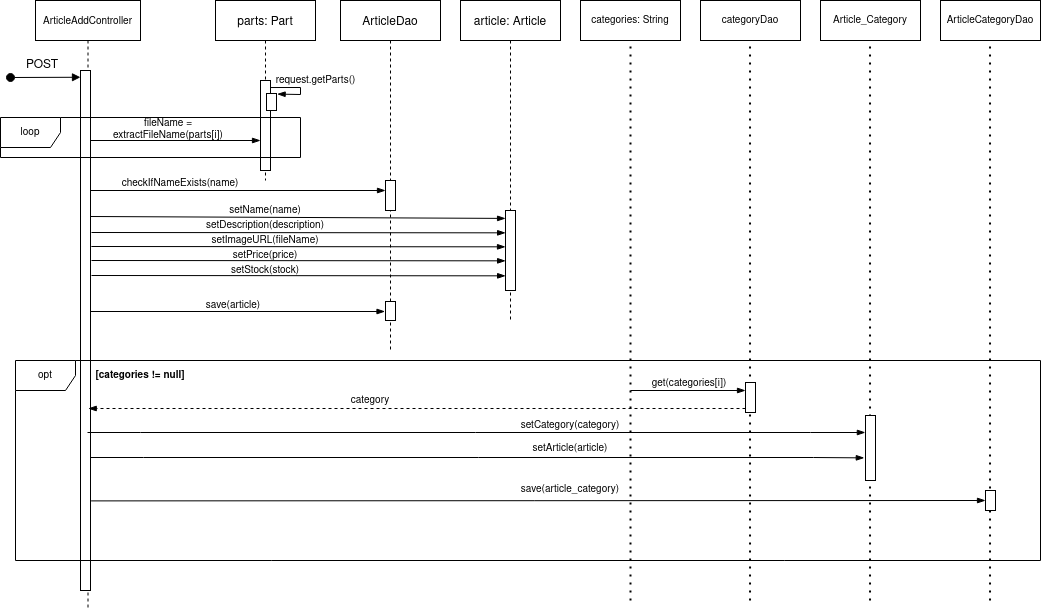 ArticleAddController
parts: Part
ArticleDao
article: Article
categories: String
categoryDao
Article_Category
ArticleCategoryDao
POST
request.getParts()
loop
fileName =
extractFileName(parts[i])
checkIfNameExists(name)
setName(name)
setDescription(description)
setImageURL(fileName)
setPrice(price)
setStock(stock)
save(article)
opt
[categories != null]
get(categories[i])
category
setCategory(category)
setArticle(article)
save(article_category)